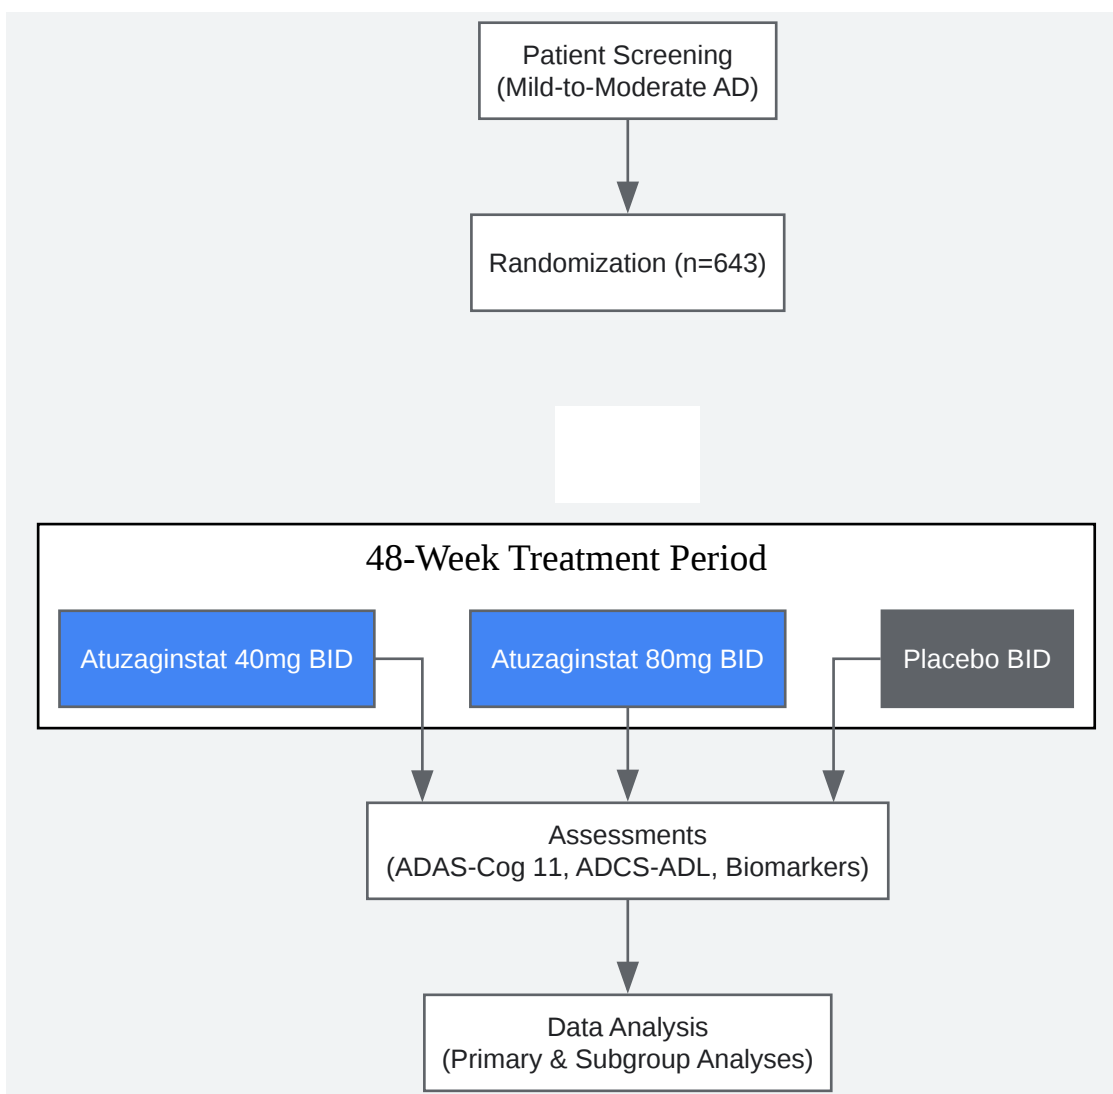 Patient Screening
(Mild-to-Moderate AD)
Randomization (n=643)
48-Week Treatment Period
Atuzaginstat 40mg BID
Atuzaginstat 80mg BID
Placebo BID
Assessments
(ADAS-Cog 11, ADCS-ADL, Biomarkers)
Data Analysis
(Primary & Subgroup Analyses)